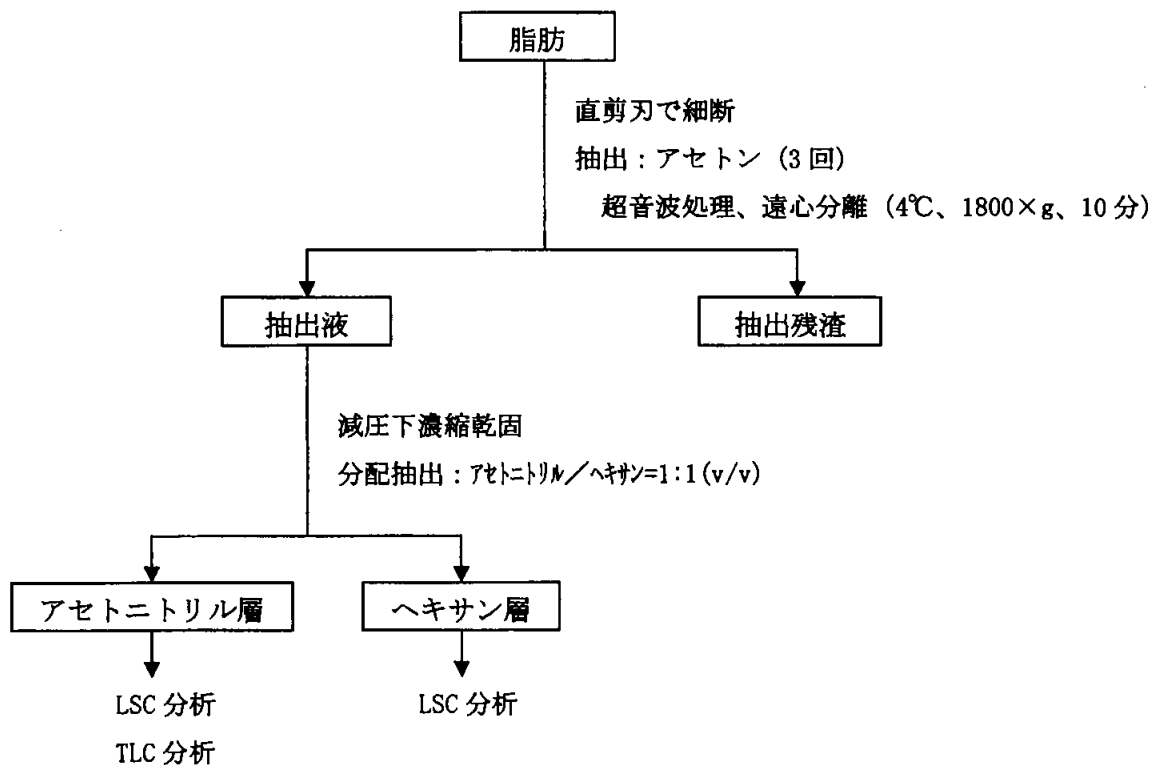 脂肪
直剪刃で細断
抽出：アセトン（3回）
超音波処理、遠心分離（4℃、1800×g、10分）
抽出液
抽出残渣
減圧下濃縮乾固
分配抽出：ｱｾﾄﾆﾄﾘﾙ／ﾍｷｻﾝ=1:1(v/v)
アセトニトリル層
ヘキサン層
LSC分析
LSC分析
TLC分析